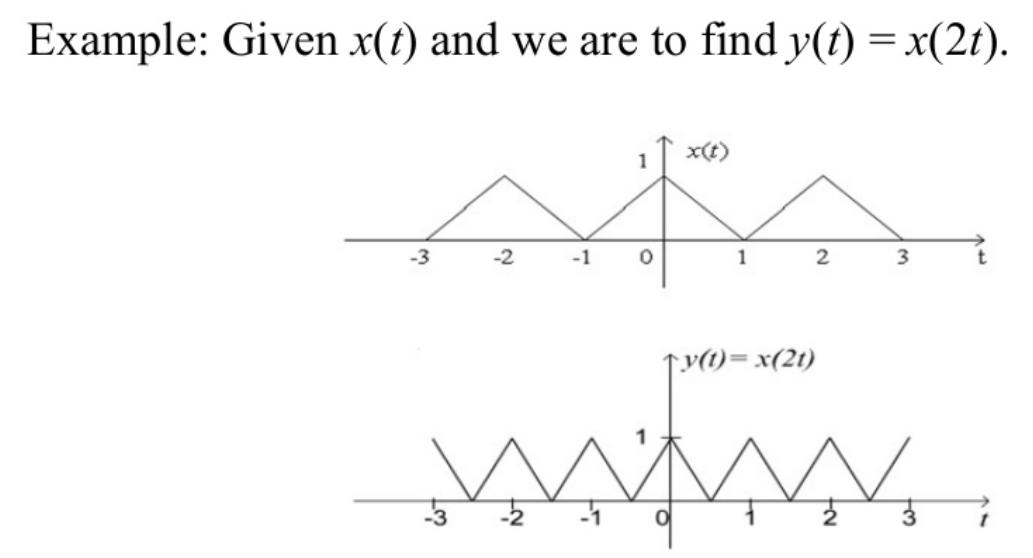 Example: Given x(t) and we are to find y(t) = x(2t).
1 x(t)
-3 -2 -1 0 1 2 3 t
y(t)= x(2t)
1
-3 -2 -1 0 1 2 3 t